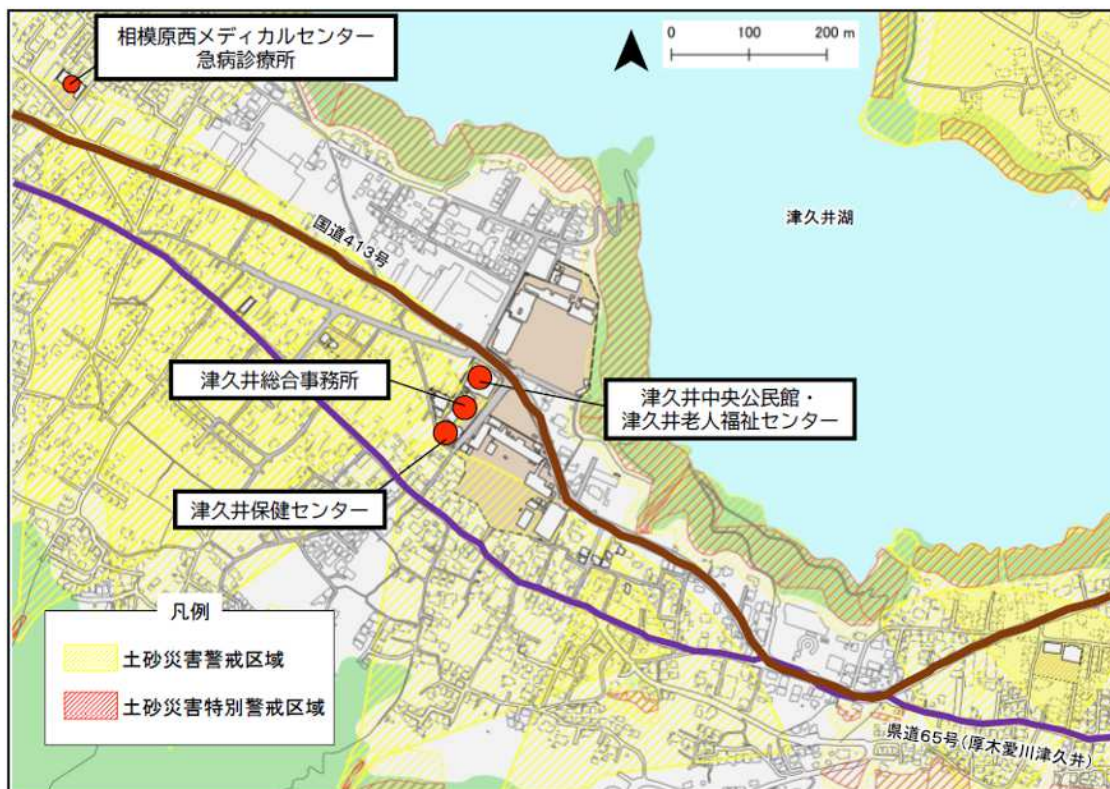 相模原西メディカルセンター
急病診療所
0 100 200 m
津久井湖
国道413号
津久井総合事務所
津久井中央公民館・
津久井老人福祉センター
津久井保健センター
凡例
土砂災害警戒区域
土砂災害特別警戒区域
県道65号(厚木愛川津久井)